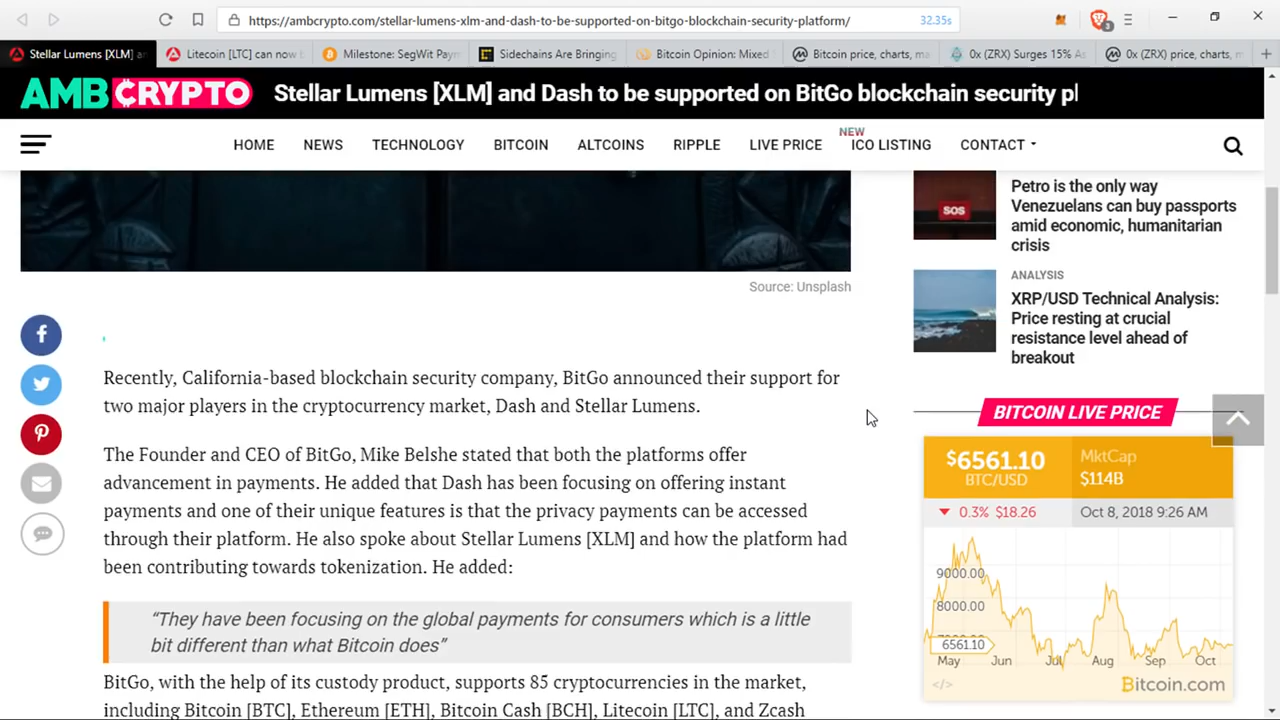 https://ambcrypto.com/stellar-lumens-xlm-and-dash-to-be-supported-on-bitgo-blockchain-security-platform/
32.35s
3
Stellar Lumens [XLM] a
Litecoin [LTC] can now
Milestone: SegWit Paym
Sidechains Are Bringing
Bitcoin Opinion: Mixed
Bitcoin price, charts, ma
0x (ZRX) Surges 15% As
0x (ZRX) price, charts, m
AMBCRYPTO
Stellar Lumens [XLM] and Dash to be supported on BitGo blockchain security pl
HOME
NEWS
TECHNOLOGY
BITCOIN
ALTCOINS
RIPPLE
LIVE PRICE
NEW
ICO LISTING
CONTACT
Source: Unsplash
Recently, California-based blockchain security company, BitGo announced their support for
two major players in the cryptocurrency market, Dash and Stellar Lumens.
The Founder and CEO of BitGo, Mike Belshe stated that both the platforms offer
advancement in payments. He added that Dash has been focusing on offering instant
payments and one of their unique features is that the privacy payments can be accessed
through their platform. He also spoke about Stellar Lumens [XLM] and how the platform had
been contributing towards tokenization. He added:
“They have been focusing on the global payments for consumers which is a little
bit different than what Bitcoin does”
BitGo, with the help of its custody product, supports 85 cryptocurrencies in the market,
including Bitcoin [BTC], Ethereum [ETH], Bitcoin Cash [BCH], Litecoin [LTC], and Zcash
SOS
Petro is the only way
Venezuelans can buy passports
amid economic, humanitarian
crisis
ANALYSIS
XRP/USD Technical Analysis:
Price resting at crucial
resistance level ahead of
breakout
BITCOIN LIVE PRICE
$6561.10
BTC/USD
MktCap
$114B
0.3% $18.26
Oct 8, 2018 9:26 AM
9000.00
8000.00
6561.10
May
Jun
Jul
Aug
Sep
Oct
</>
Bitcoin.com